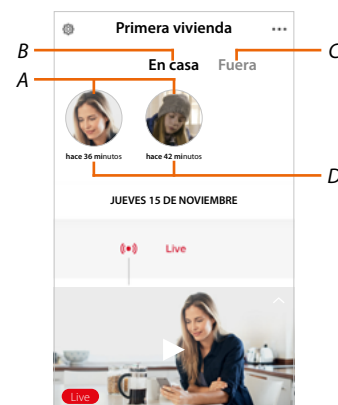 Primera vivienda
B
C
En casa Fuera
A
hace 36 minutos hace 42 minutos
D
JUEVES 15 DE NOVIEMBRE
Live
Live